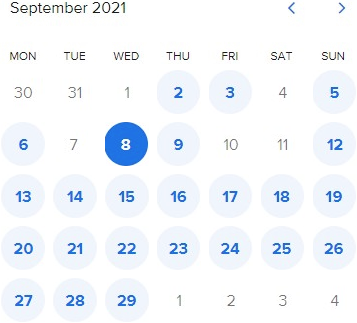 September 2021
MON TUE WED THU FRI SAT SUN
30 31 1 2 3 4 5
6 7 8 9 10 11 12
13 14 15 16 17 18 19
20 21 22 23 24 25 26
27 28 29 1 2 3 4